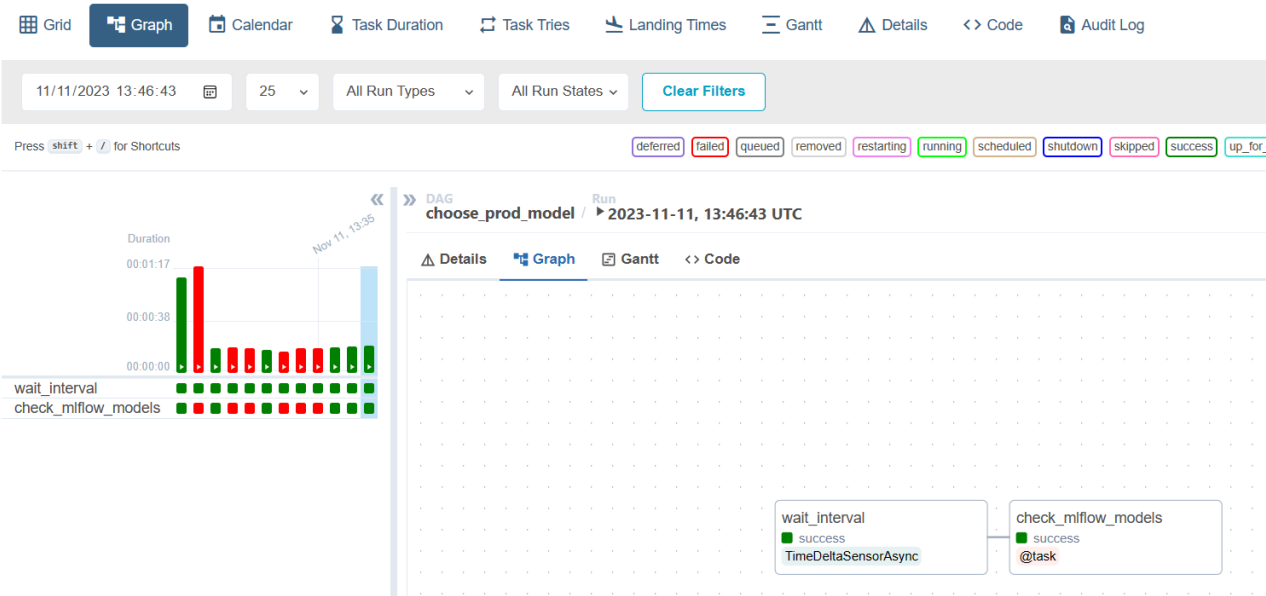 Grid Graph Calendar Task Duration Task Tries Landing Times Gantt Details <> Code Audit Log
11/11/2023 13:46:43 25 All Run Types All Run States Clear Filters
Press shift + / for Shortcuts deferred failed queued removed restarting running scheduled shutdown skipped success up_for_
DAG Run
choose_prod_model / 2023-11-11, 13:46:43 UTC
Nov 11, 13:35
Duration
Details Graph Gantt <> Code
00:01:17
00:00:38
00:00:00
wait_interval
check_mlflow_models
wait_interval check_mlflow_models
success success
TimeDeltaSensorAsync @task